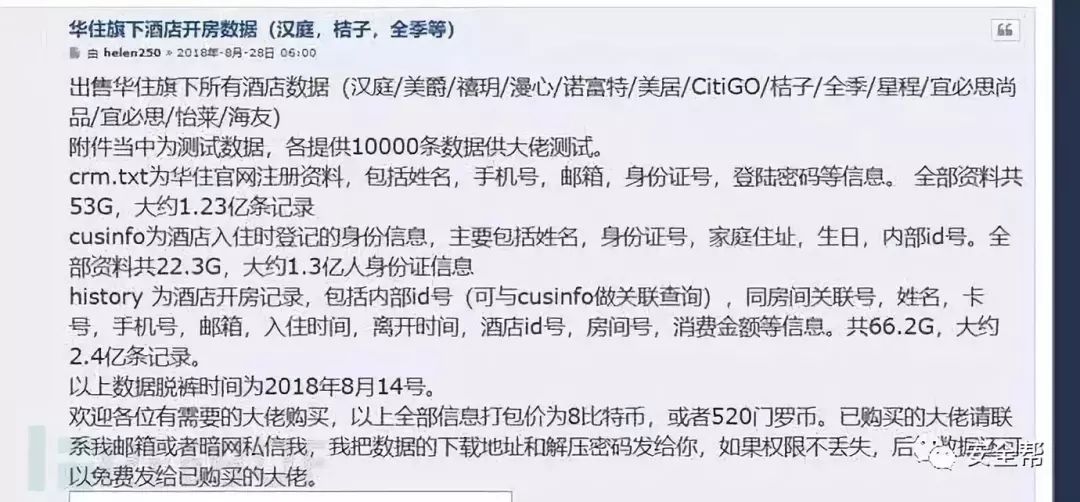 华住旗下酒店开房数据（汉庭，桔子，全季等）
由 helen250 » 2018年-8月-28日 06:00
出售华住旗下所有酒店数据（汉庭/美爵/禧玥/漫心/诺富特/美居/CitiGO/桔子/全季/星程/宜必思尚
品/宜必思/怡莱/海友）
附件当中为测试数据，各提供10000条数据供大佬测试。
crm.txt为华住官网注册资料，包括姓名，手机号，邮箱，身份证号，登陆密码等信息。 全部资料共
53G，大约1.23亿条记录
cusinfo为酒店入住时登记的身份信息，主要包括姓名，身份证号，家庭住址，生日，内部id号。全
部资料共22.3G，大约1.3亿人身份证信息
history 为酒店开房记录，包括内部id号（可与cusinfo做关联查询）,同房间关联号，姓名，卡
号，手机号，邮箱，入住时间，离开时间，酒店id号，房间号，消费金额等信息。共66.2G，大约
2.4亿条记录。
以上数据脱裤时间为2018年8月14号。
欢迎各位有需要的大佬购买，以上全部信息打包价为8比特币，或者520门罗币。已购买的大佬请联
系我邮箱或者暗网私信我，我把数据的下载地址和解压密码发给你，如果权限不丢失，后 数据还可
以免费发给已购买的大佬。
安全帮